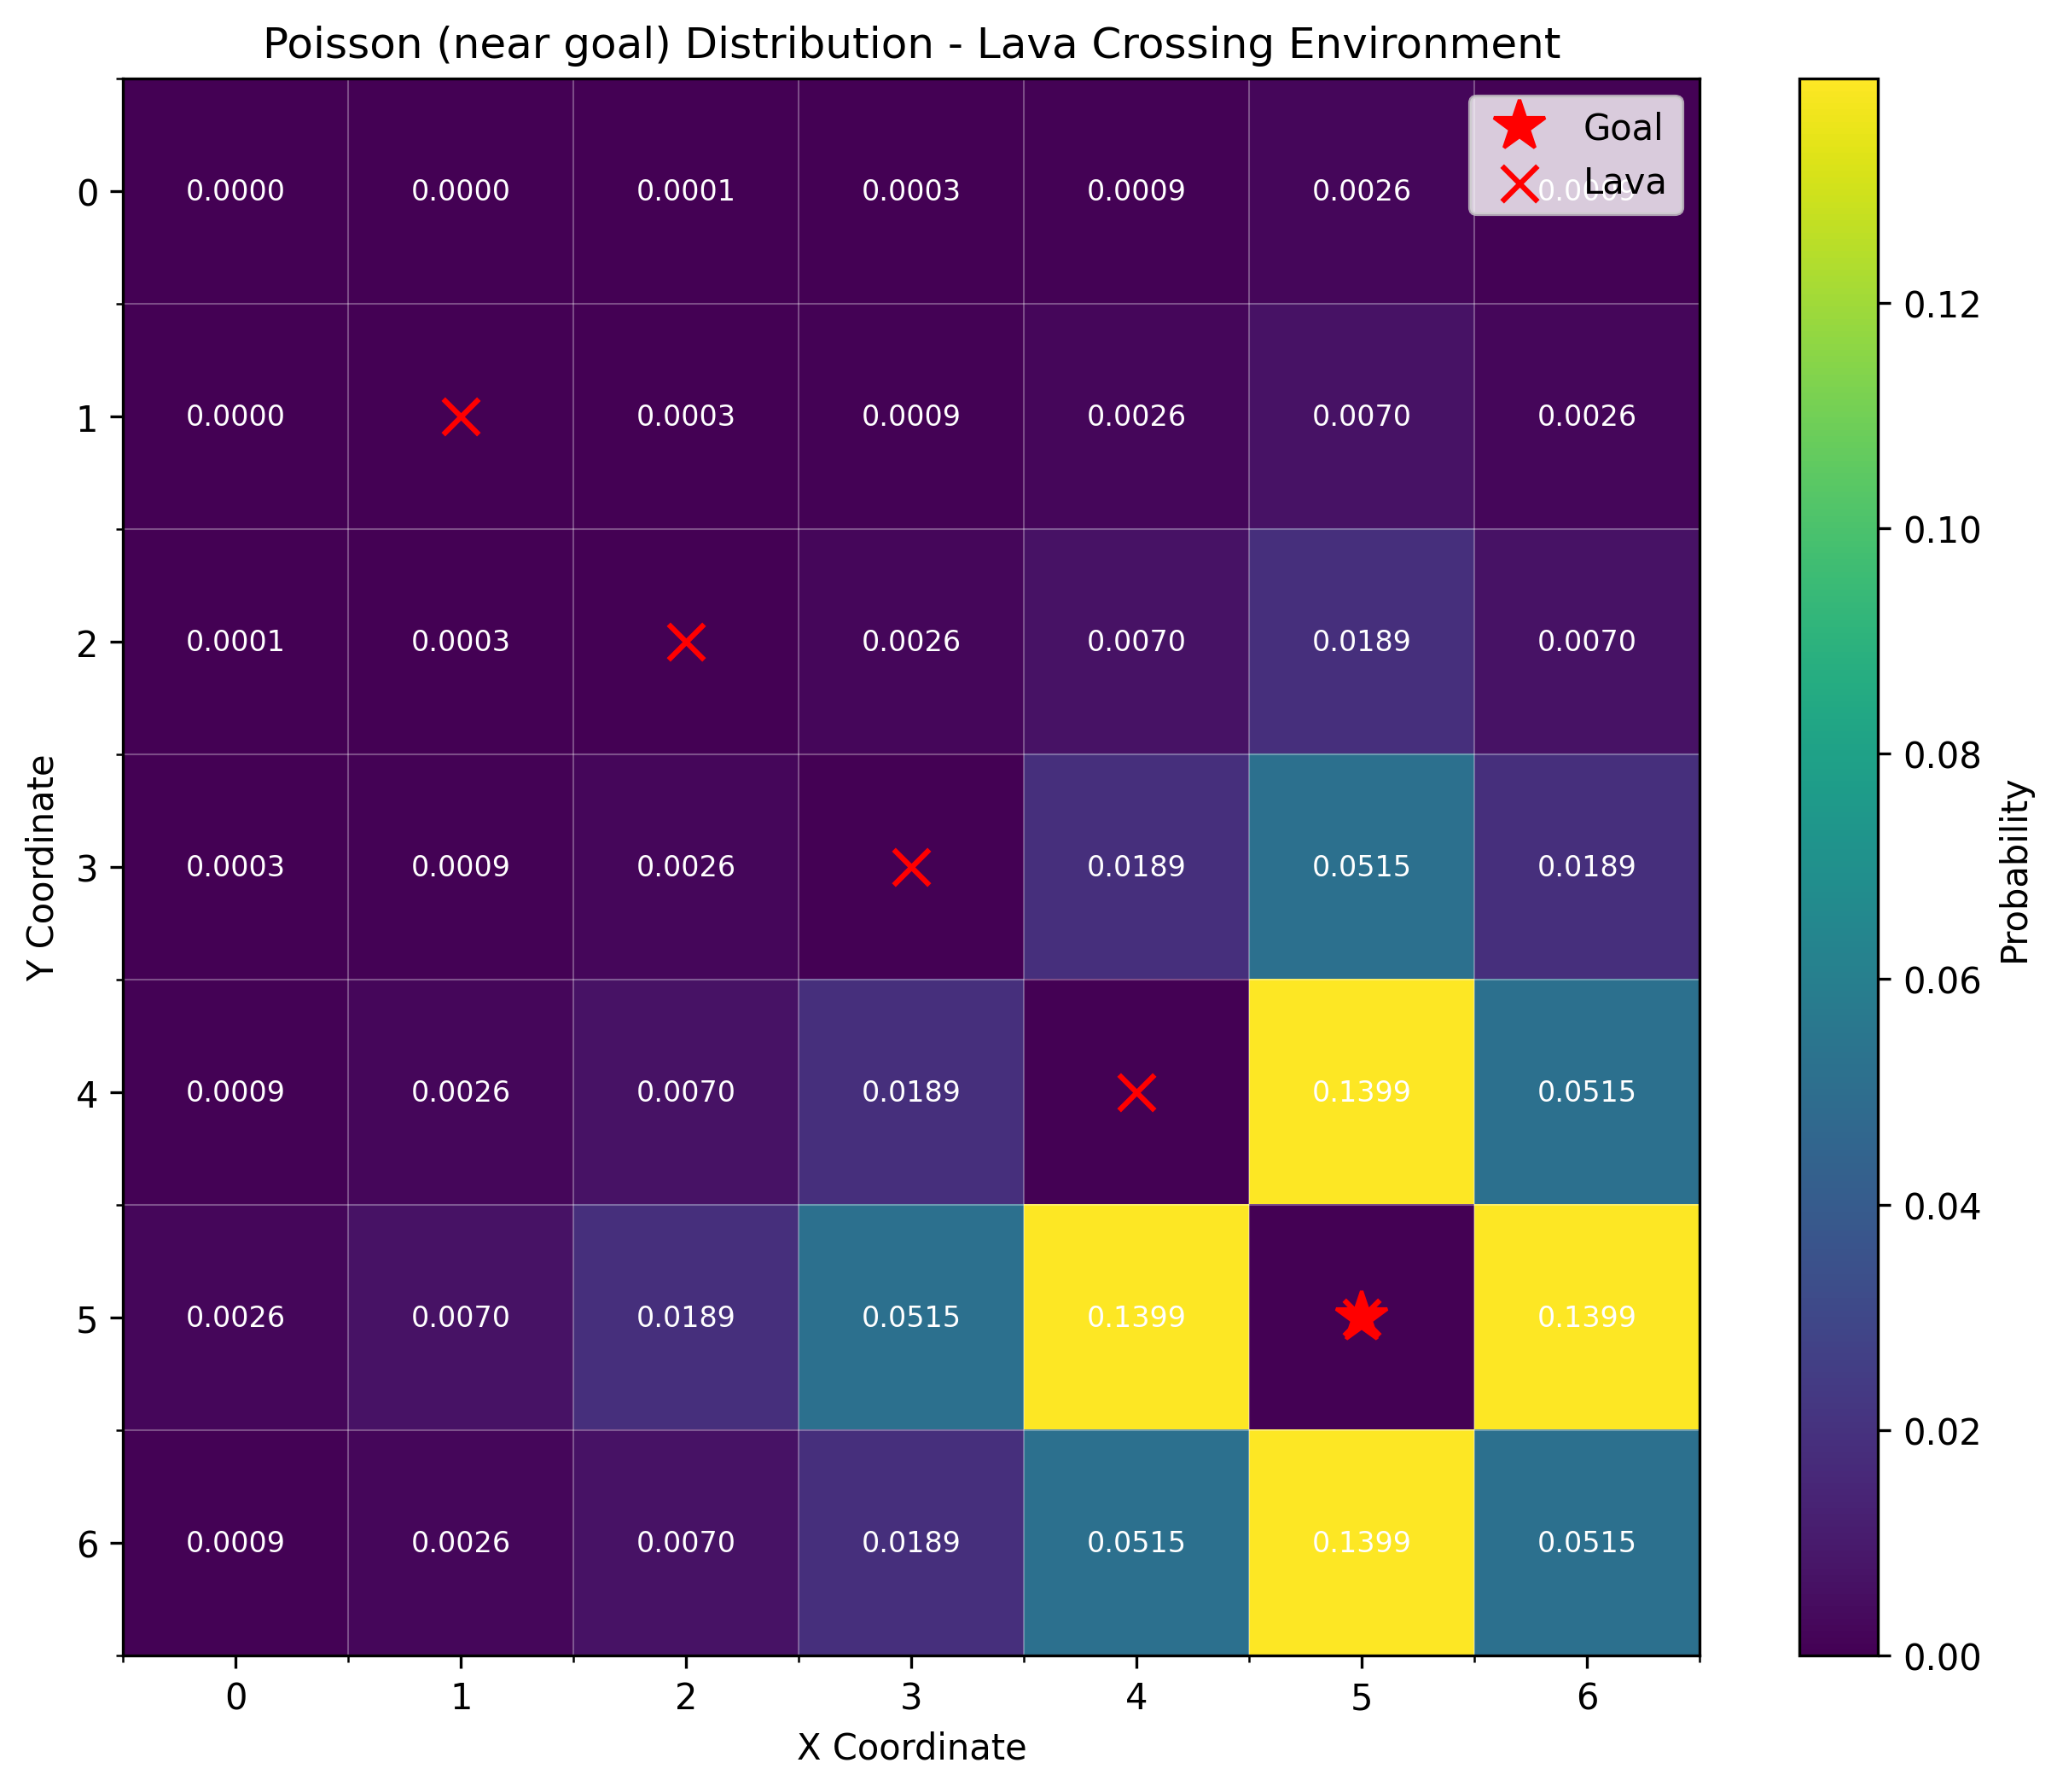 Poisson (near goal) Distribution - Lava Crossing Environment
Goal
Lava
0 0.0000 0.0000 0.0001 0.0003 0.0009 0.0026 0.0009
1 0.0000 0.0003 0.0009 0.0026 0.0070 0.0026
2 0.0001 0.0003 0.0026 0.0070 0.0189 0.0070
3 0.0003 0.0009 0.0026 0.0189 0.0515 0.0189
4 0.0009 0.0026 0.0070 0.0189 0.1399 0.0515
5 0.0026 0.0070 0.0189 0.0515 0.1399 0.1399
6 0.0009 0.0026 0.0070 0.0189 0.0515 0.1399 0.0515
0 1 2 3 4 5 6
X Coordinate
Y Coordinate
0.12
0.10
0.08
0.06
0.04
0.02
0.00
Probability